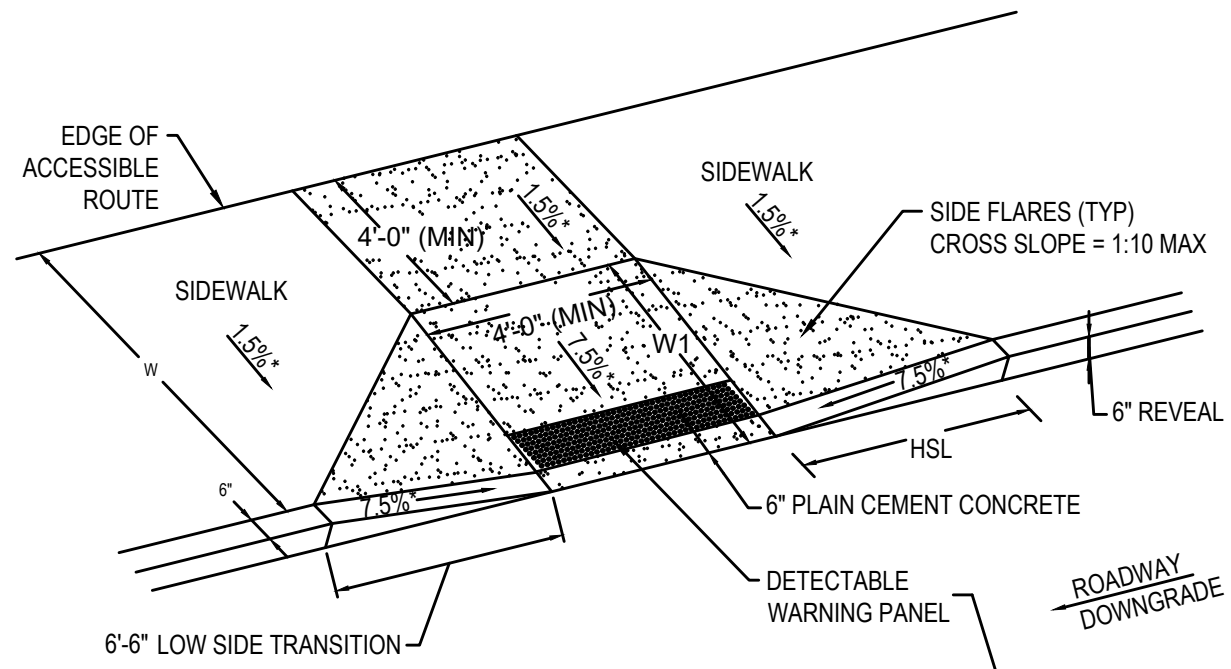 EDGE OF
ACCESSIBLE
ROUTE
SIDEWALK
1.5%*
SIDE FLARES (TYP)
CROSS SLOPE = 1:10 MAX
1.5%*
4'-0" (MIN)
SIDEWALK
1.5%*
4'-0" (MIN)
7.5%*
W1
W
7.5%*
6" REVEAL
HSL
6"
7.5%*
6" PLAIN CEMENT CONCRETE
DETECTABLE
WARNING PANEL
ROADWAY
DOWNGRADE
6'-6" LOW SIDE TRANSITION